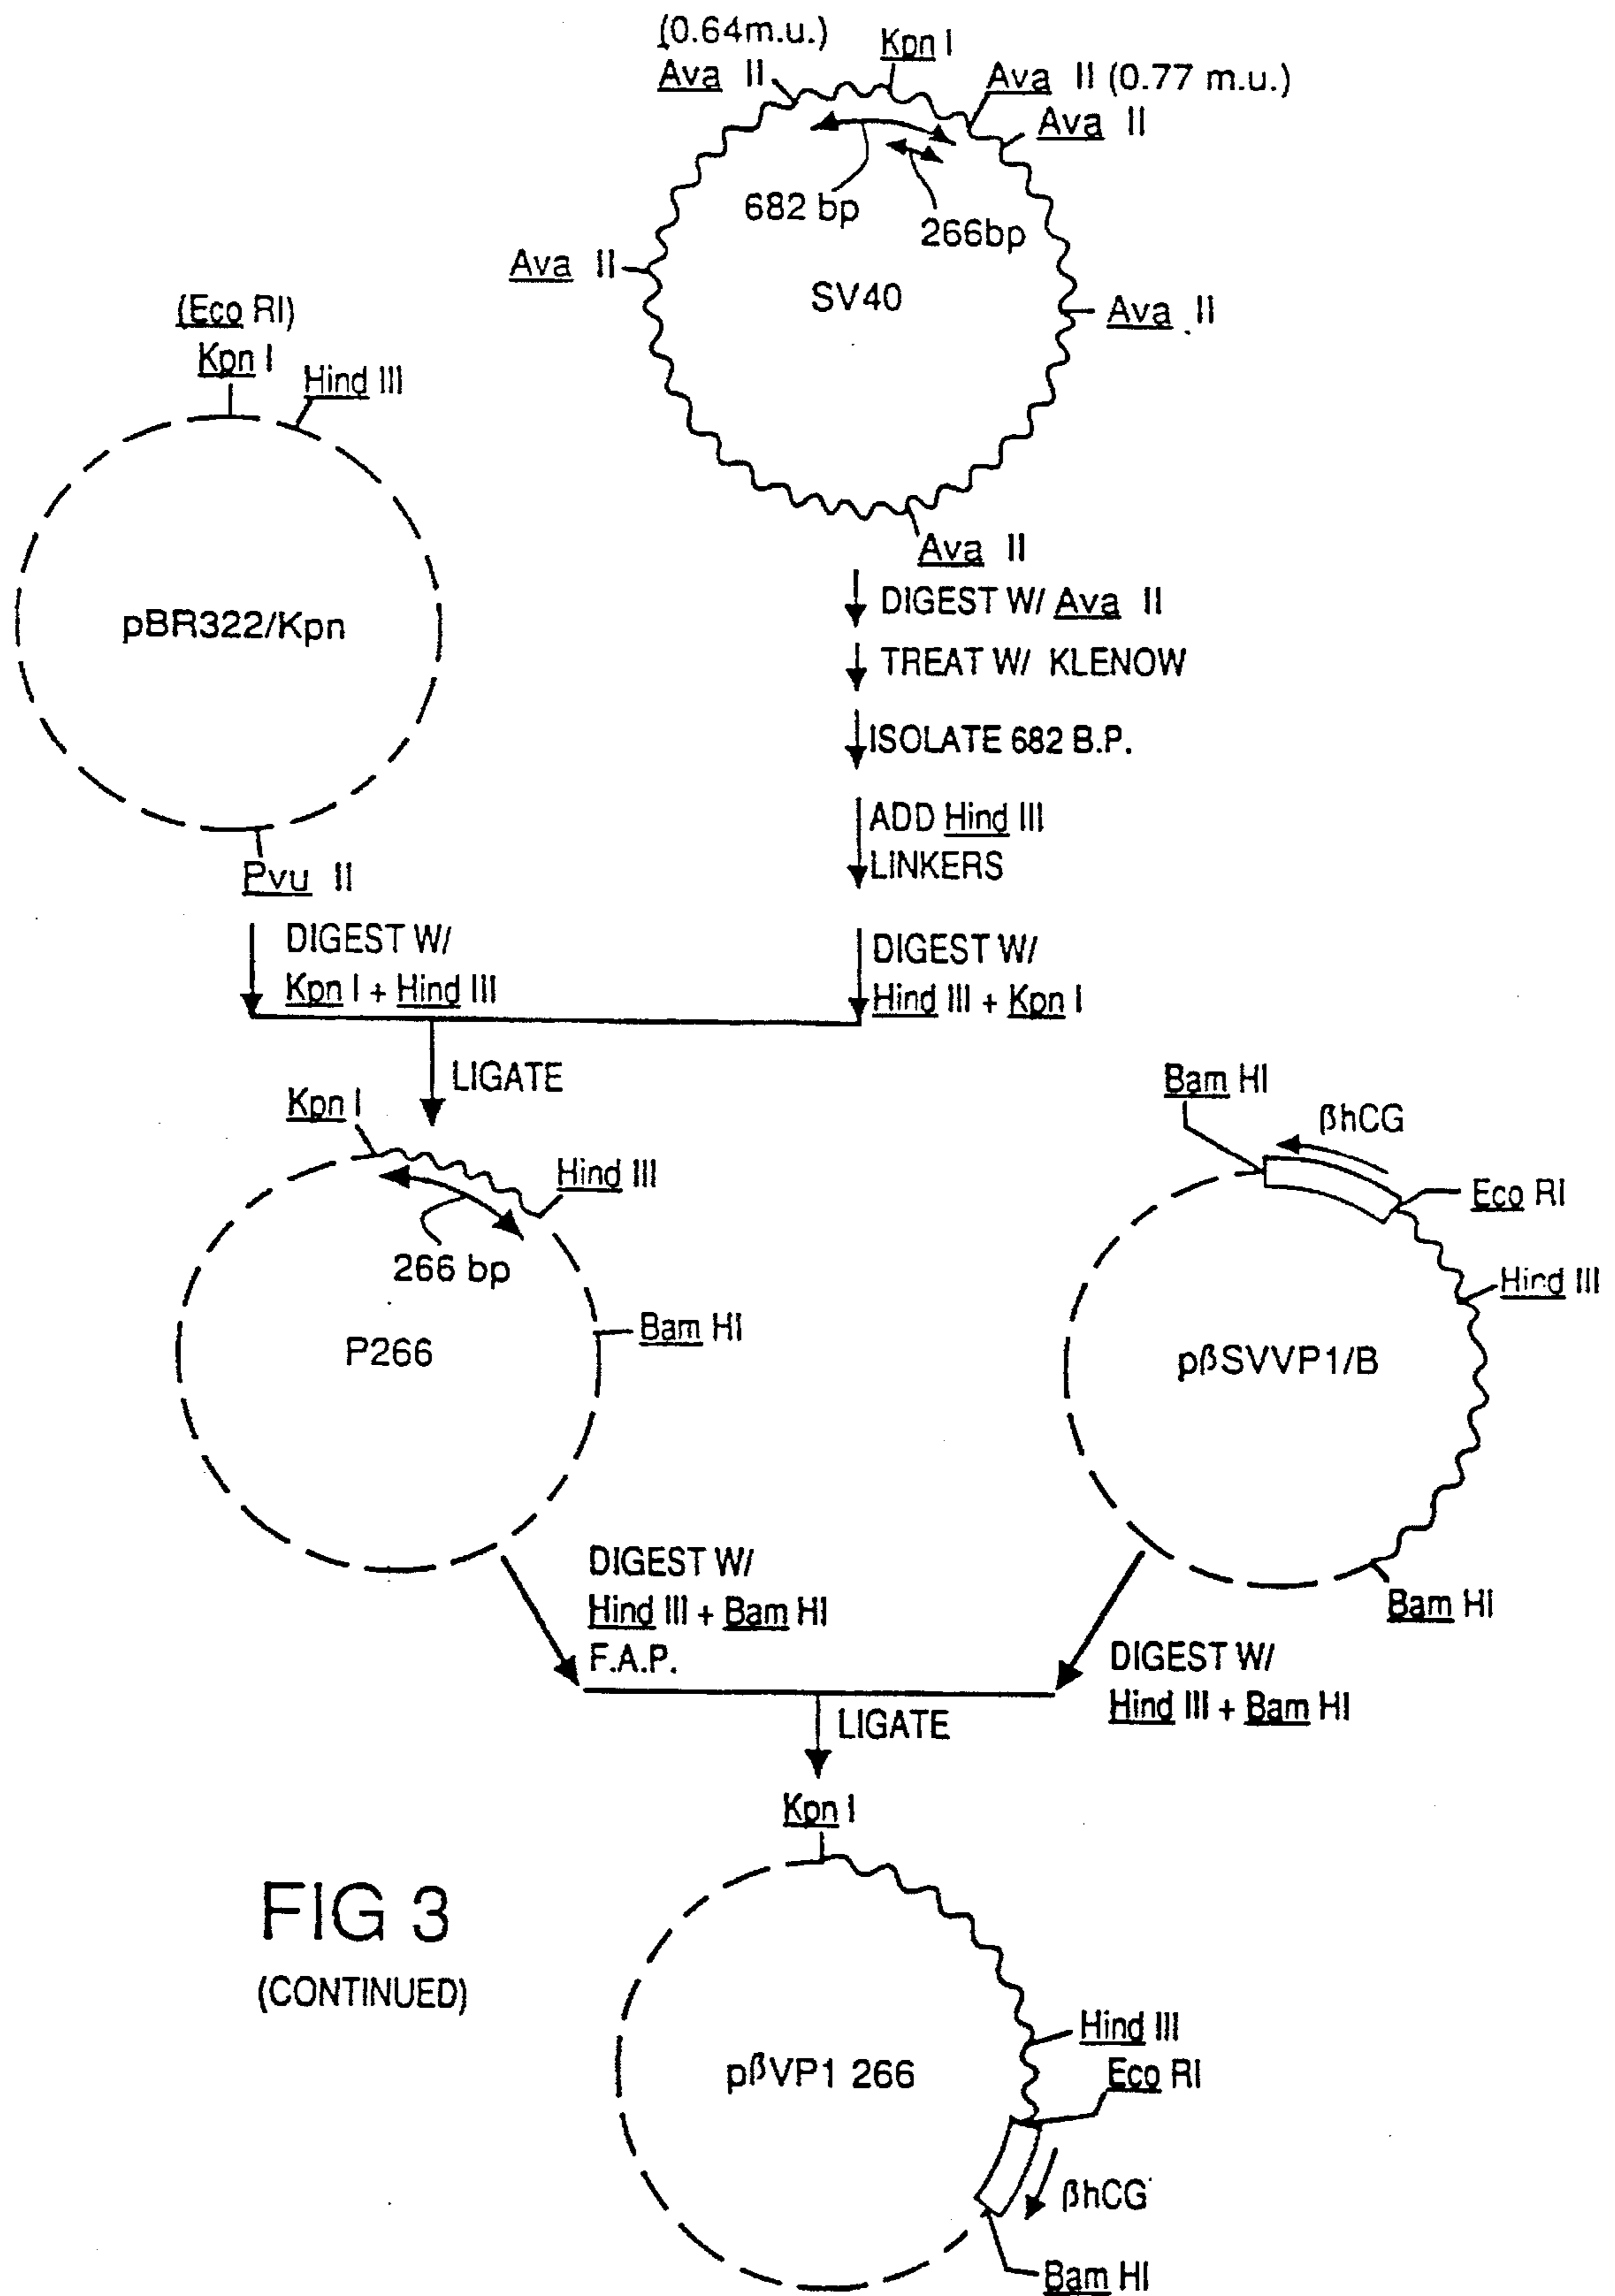 (0.64m.u.)
Ava II
Kpn I
Ava II (0.77 m.u.)
Ava II
682 bp
266bp
Ava II
SV40
Ava II
Ava II
(Eco RI)
Kpn I
Hind III
pBR322/Kpn
Pvu II
DIGEST W/ Ava II
TREAT W/ KLENOW
ISOLATE 682 B.P.
ADD Hind III
LINKERS
DIGEST W/
Kpn I + Hind III
DIGEST W/
Hind III + Kpn I
LIGATE
Kpn I
Hind III
266 bp
P266
Bam HI
Bam HI
βhCG
Eco RI
Hind III
pβSVVP1/B
Bam HI
DIGEST W/
Hind III + Bam HI
F.A.P.
DIGEST W/
Hind III + Bam HI
LIGATE
Kpn I
FIG 3
(CONTINUED)
pβVP1 266
Hind III
Eco RI
βhCG
Bam HI